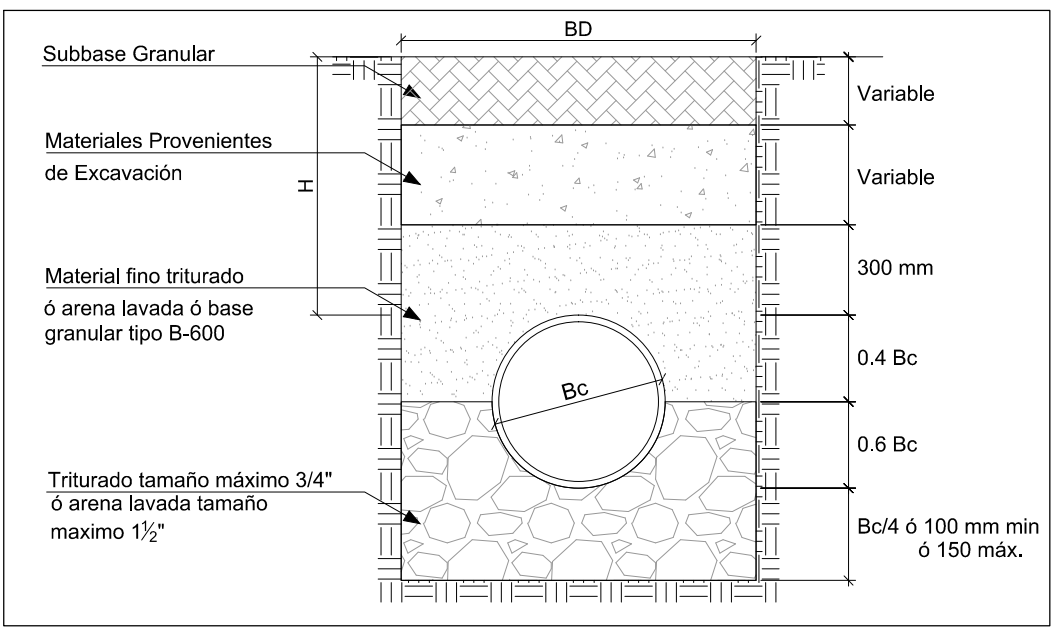 BD
Subbase Granular
Variable
Materiales Provenientes
de Excavación
Variable
H
Material fino triturado
ó arena lavada ó base
granular tipo B-600
300 mm
0.4 Bc
Bc
0.6 Bc
Triturado tamaño máximo 3/4"
ó arena lavada tamaño
maximo 1½"
Bc/4 ó 100 mm min
ó 150 máx.